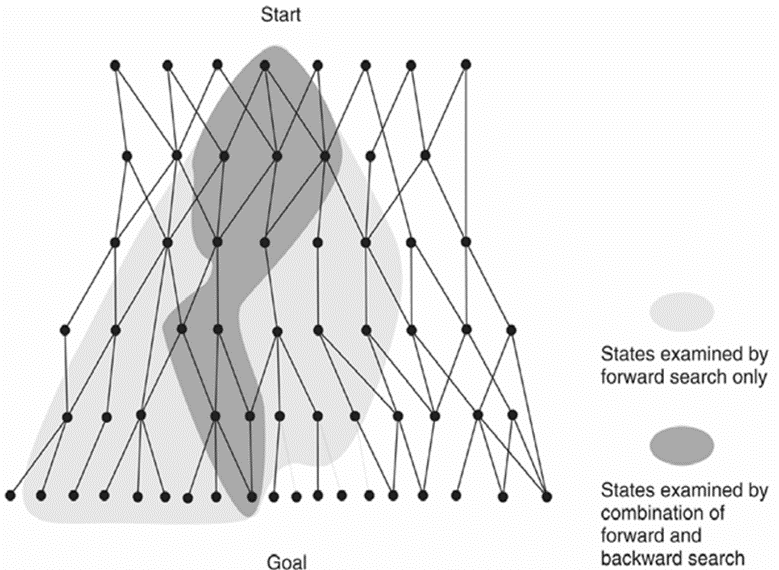 Start
States examined by
forward search only
States examined by
combination of
forward and
backward search
Goal